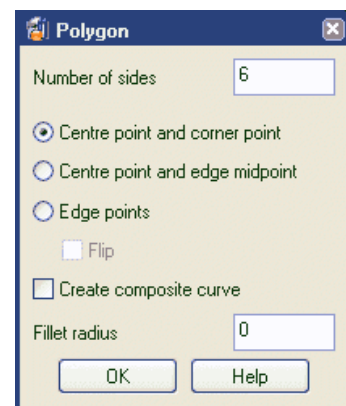 Polygon
Number of sides 6
Centre point and corner point
Centre point and edge midpoint
Edge points
Flip
Create composite curve
Fillet radius 0
OK Help